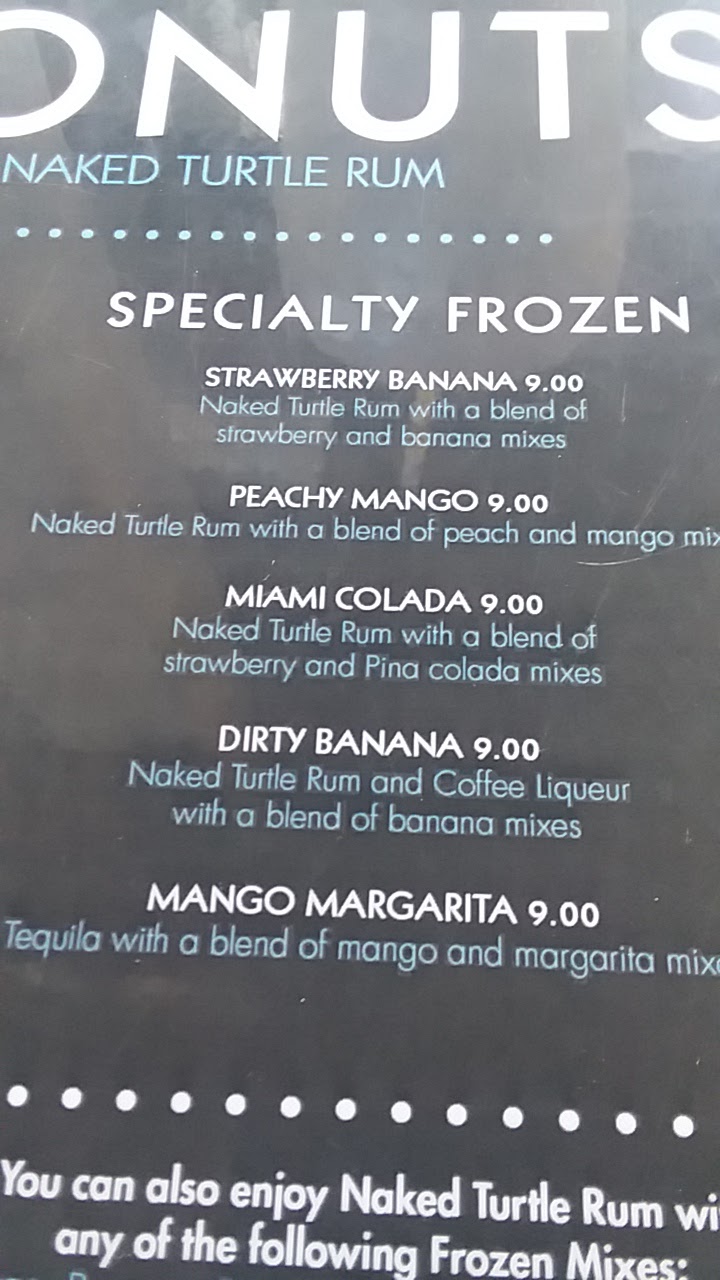 ONUTS
NAKED TURTLE RUM
SPECIALTY FROZEN
STRAWBERRY BANANA 9.00
Naked Turtle Rum with a blend of
strawberry and banana mixes
PEACHY MANGO 9.00
Naked Turtle Rum with a blend of peach and mango mix
MIAMI COLADA 9.00
Naked Turtle Rum with a blend of
strawberry and Pina colada mixes
DIRTY BANANA 9.00
Naked Turtle Rum and Coffee Liqueur
with a blend of banana mixes
MANGO MARGARITA 9.00
Tequila with a blend of mango and margarita mix
You can also enjoy Naked Turtle Rum wi
any of the following Frozen Mixes: